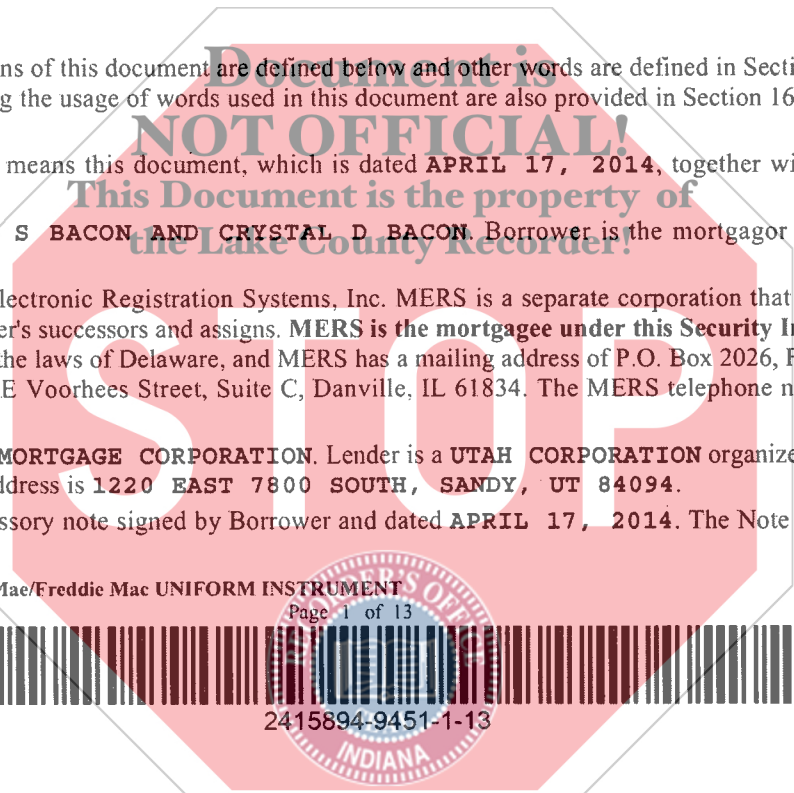 Document is
ns of this document are defined below and other words are defined in Secti
g the usage of words used in this document are also provided in Section 16
NOT OFFICIAL!
means this document, which is dated APRIL 17, 2014, together wi
This Document is the property of
S BACON AND CRYSTAL D BACON. Borrower is the mortgagor
the Lake County Recorder!
lectronic Registration Systems, Inc. MERS is a separate corporation that
er's successors and assigns. MERS is the mortgagee under this Security In
the laws of Delaware, and MERS has a mailing address of P.O. Box 2026, F
E Voorhees Street, Suite C, Danville, IL 61834. The MERS telephone n
STOP
MORTGAGE CORPORATION. Lender is a UTAH CORPORATION organize
ddress is 1220 EAST 7800 SOUTH, SANDY, UT 84094.
ssory note signed by Borrower and dated APRIL 17, 2014. The Note
Mae/Freddie Mac UNIFORM INSTRUMENT
Page 1 of 13
RECORDER'S OFFICE
2415894-9451-1-13
INDIANA